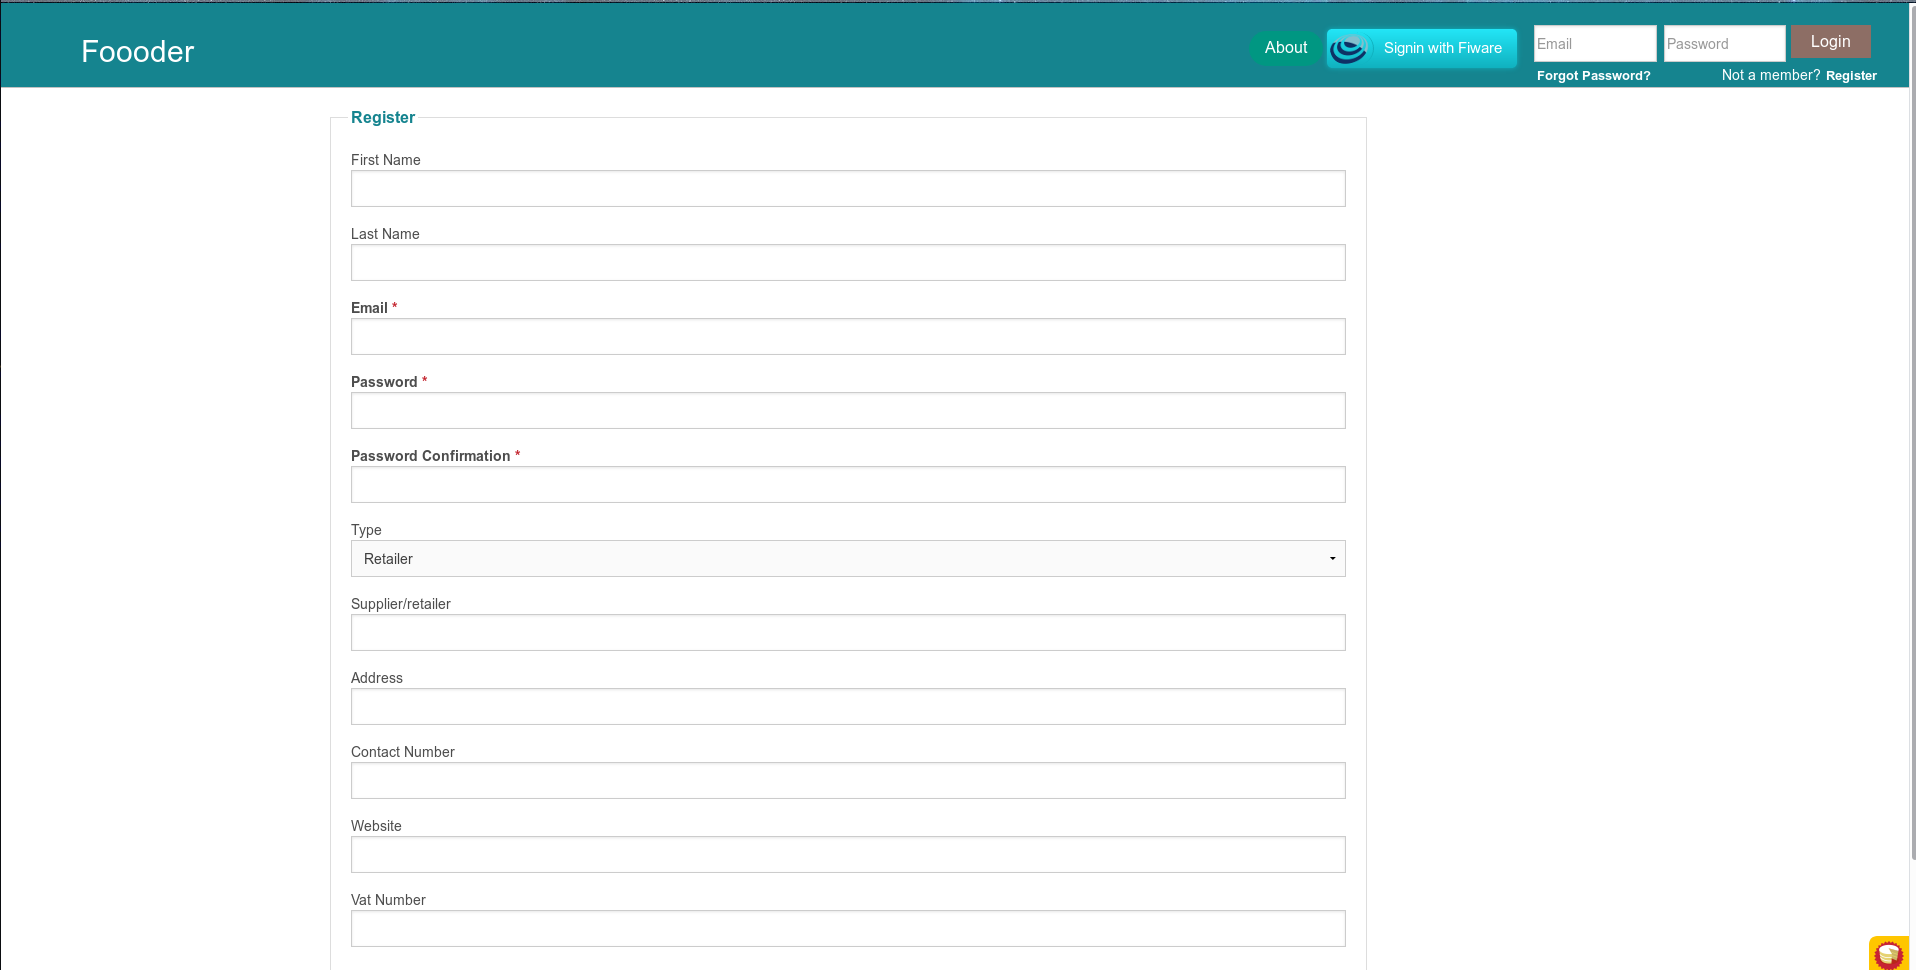 Foooder
About
Signin with Fiware
Email
Password
Login
Forgot Password?
Not a member? Register
Register
First Name
Last Name
Email *
Password *
Password Confirmation *
Type
Retailer
Supplier/retailer
Address
Contact Number
Website
Vat Number